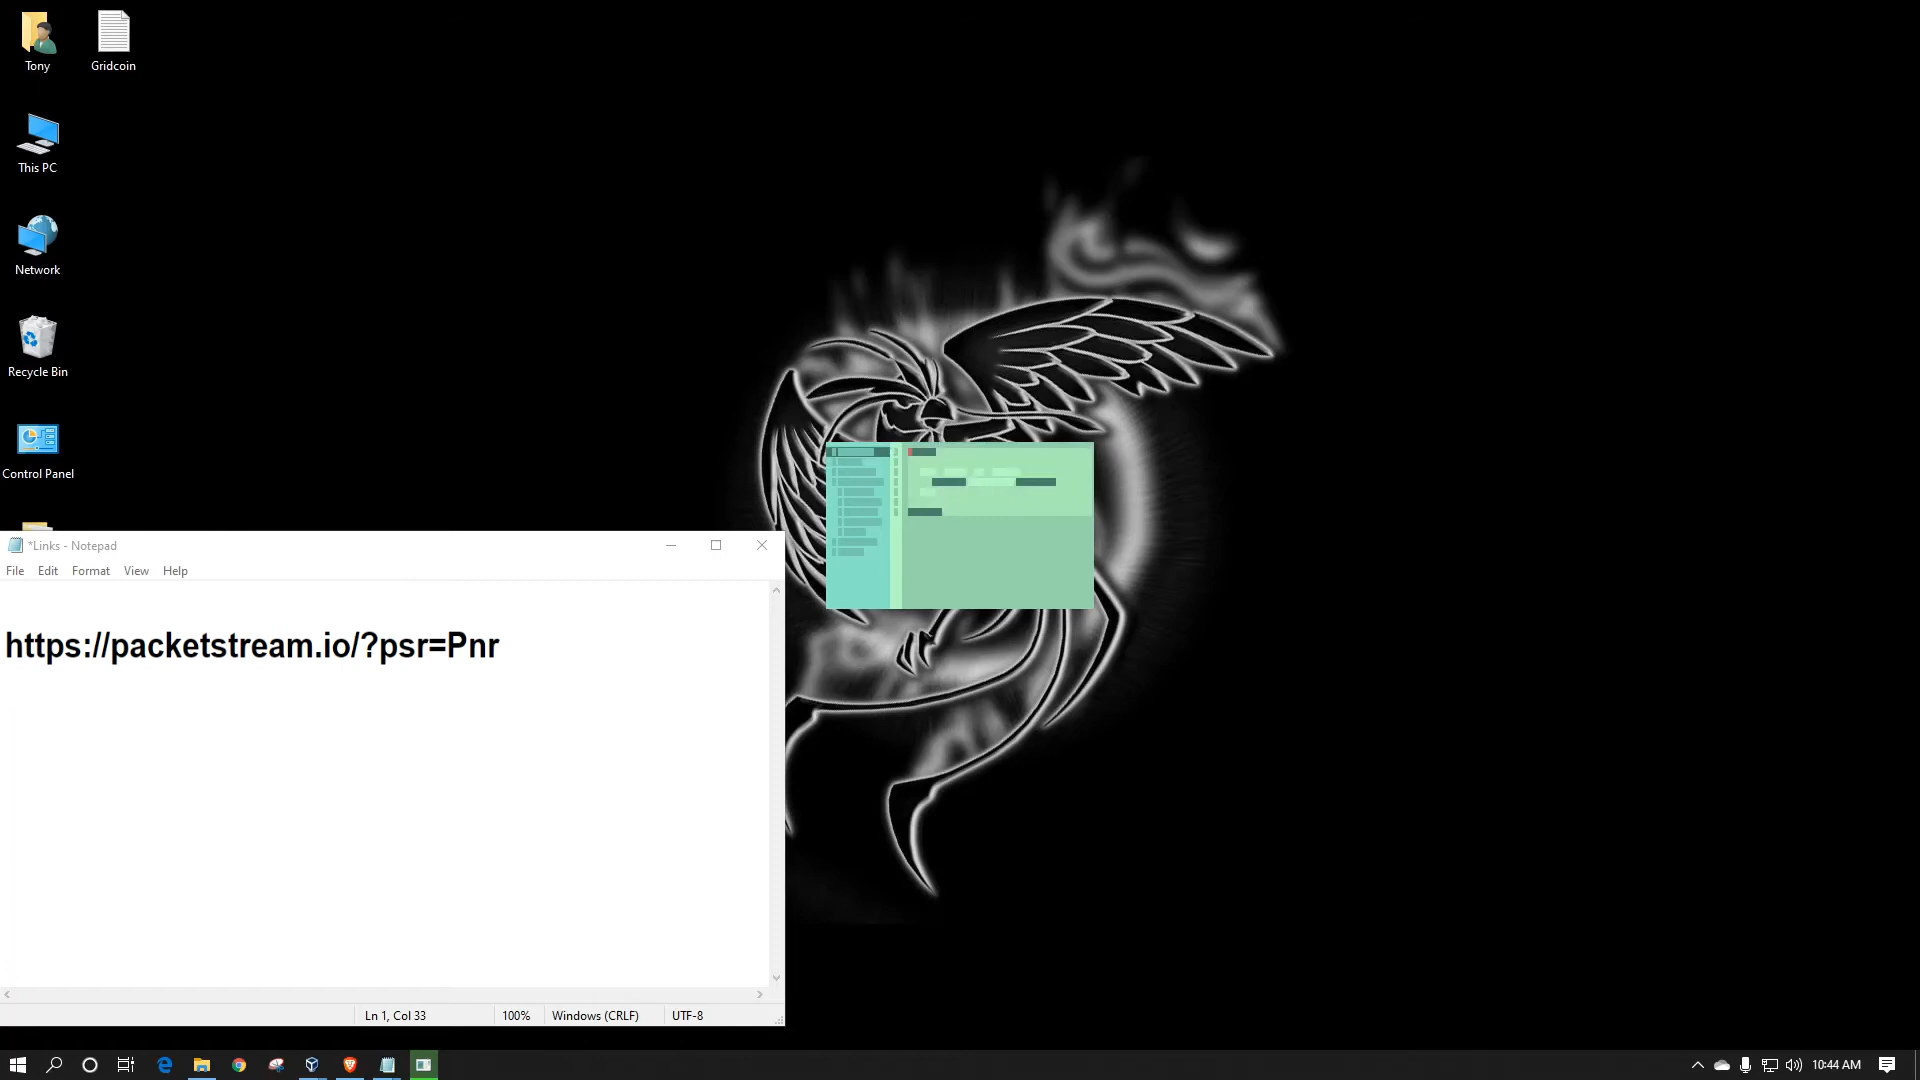 Tony
Gridcoin
This PC
Network
Recycle Bin
Control Panel
*Links - Notepad
File Edit Format View Help
https://packetstream.io/?psr=Pnr
Ln 1, Col 33 100% Windows (CRLF) UTF-8
10:44 AM